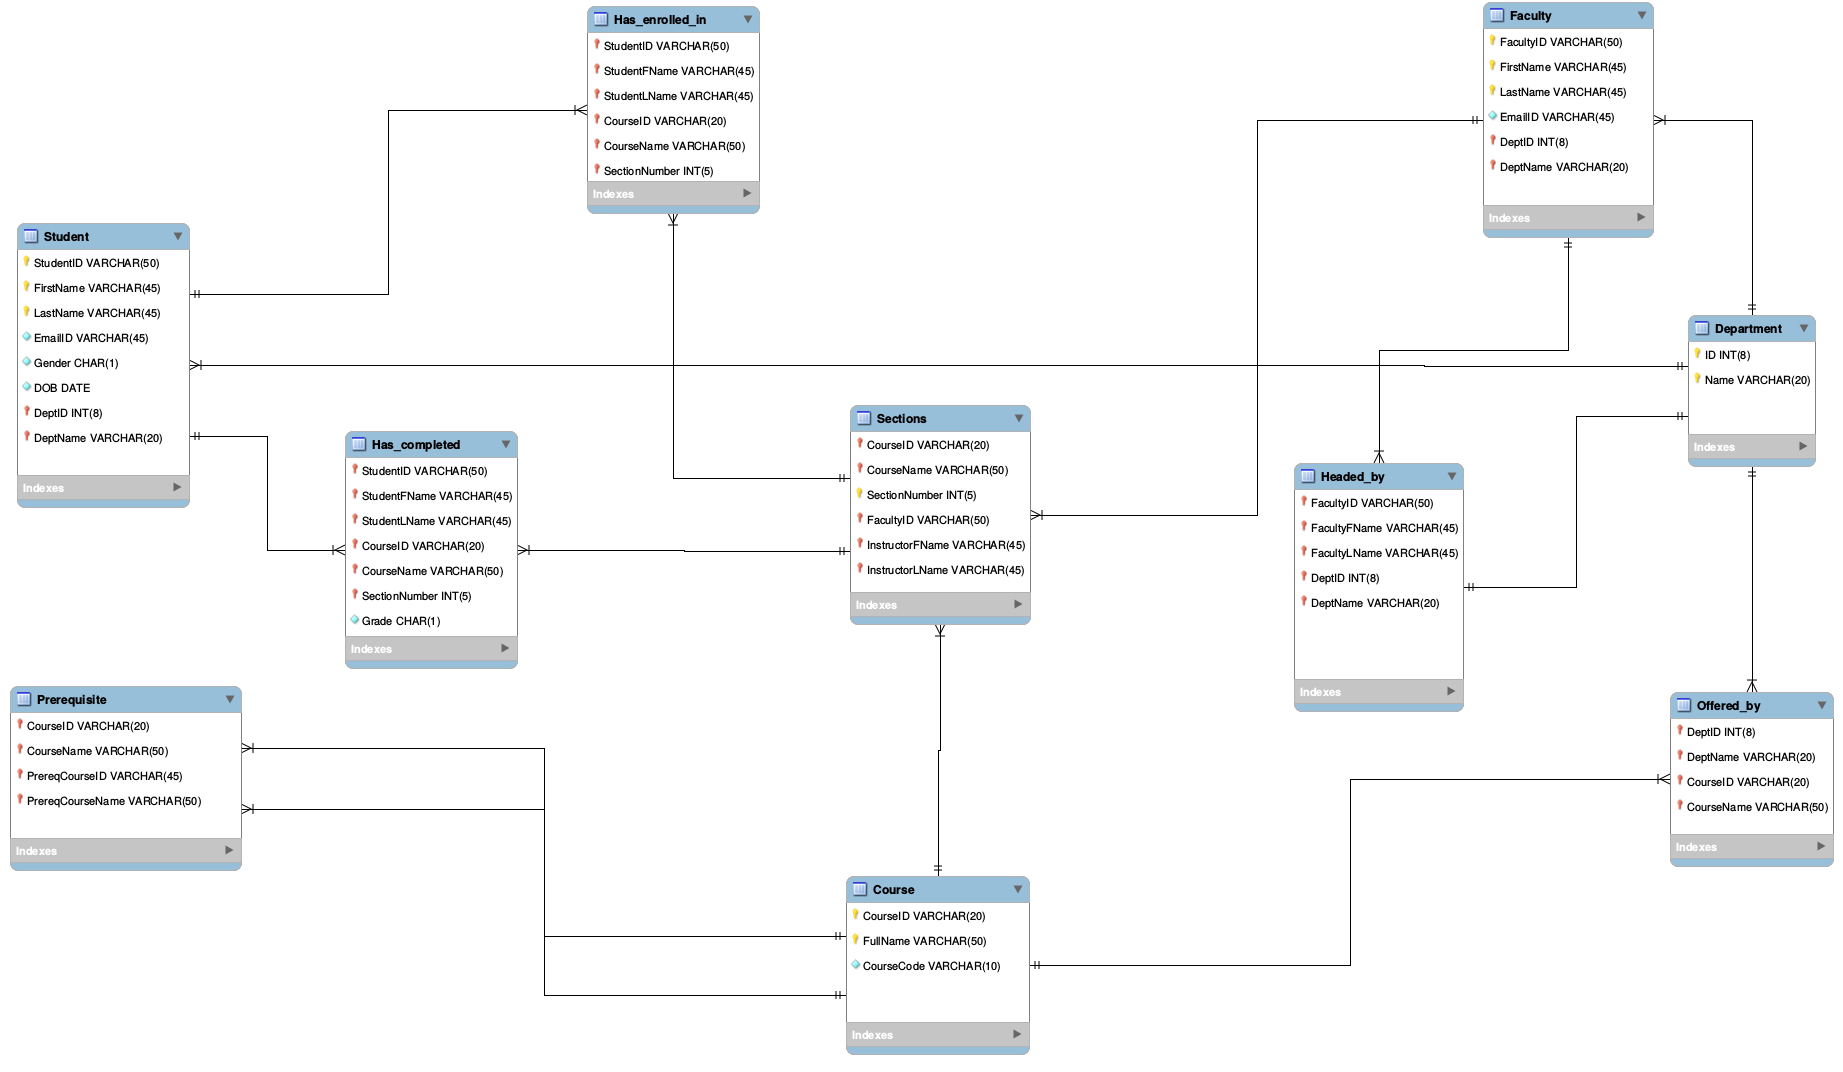 Has_enrolled_in
StudentID VARCHAR(50)
StudentFName VARCHAR(45)
StudentLName VARCHAR(45)
CourseID VARCHAR(20)
CourseName VARCHAR(50)
SectionNumber INT(5)
Indexes
Faculty
FacultyID VARCHAR(50)
FirstName VARCHAR(45)
LastName VARCHAR(45)
EmailID VARCHAR(45)
DeptID INT(8)
DeptName VARCHAR(20)
Indexes
Student
StudentID VARCHAR(50)
FirstName VARCHAR(45)
LastName VARCHAR(45)
EmailID VARCHAR(45)
Gender CHAR(1)
DOB DATE
DeptID INT(8)
DeptName VARCHAR(20)
Indexes
Department
ID INT(8)
Name VARCHAR(20)
Indexes
Has_completed
StudentID VARCHAR(50)
StudentFName VARCHAR(45)
StudentLName VARCHAR(45)
CourseID VARCHAR(20)
CourseName VARCHAR(50)
SectionNumber INT(5)
Grade CHAR(1)
Indexes
Sections
CourseID VARCHAR(20)
CourseName VARCHAR(50)
SectionNumber INT(5)
FacultyID VARCHAR(50)
InstructorFName VARCHAR(45)
InstructorLName VARCHAR(45)
Indexes
Headed_by
FacultyID VARCHAR(50)
FacultyFName VARCHAR(45)
FacultyLName VARCHAR(45)
DeptID INT(8)
DeptName VARCHAR(20)
Indexes
Prerequisite
CourseID VARCHAR(20)
CourseName VARCHAR(50)
PrereqCourseID VARCHAR(45)
PrereqCourseName VARCHAR(50)
Indexes
Offered_by
DeptID INT(8)
DeptName VARCHAR(20)
CourseID VARCHAR(20)
CourseName VARCHAR(50)
Indexes
Course
CourseID VARCHAR(20)
FullName VARCHAR(50)
CourseCode VARCHAR(10)
Indexes